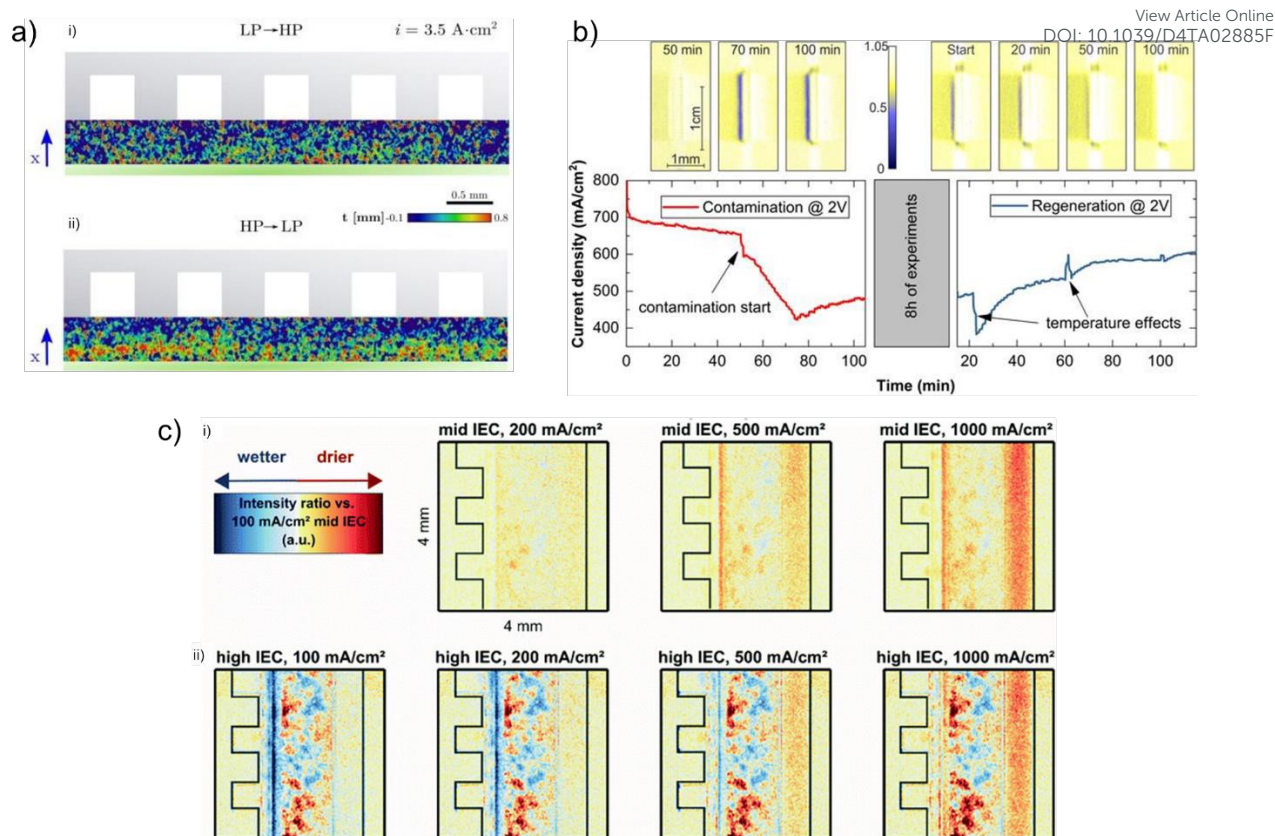 View Article Online
DOI: 10.1039/D4TA02885F
a)
i)
LP→HP
i = 3.5 A·cm²
x
0.5 mm
t [mm] -0.1
0.8
ii)
HP→LP
x
b)
50 min
70 min
100 min
1cm
1mm
1.05
0.5
0
Start
20 min
50 min
100 min
Current density (mA/cm²)
800
700
600
500
400
Contamination @ 2V
contamination start
0 20 40 60 80 100
8h of experiments
Regeneration @ 2V
temperature effects
20 40 60 80 100
Time (min)
c)
i)
wetter drier
Intensity ratio vs.
100 mA/cm² mid IEC
(a.u.)
mid IEC, 200 mA/cm²
mid IEC, 500 mA/cm²
mid IEC, 1000 mA/cm²
4 mm
4 mm
ii)
high IEC, 100 mA/cm²
high IEC, 200 mA/cm²
high IEC, 500 mA/cm²
high IEC, 1000 mA/cm²